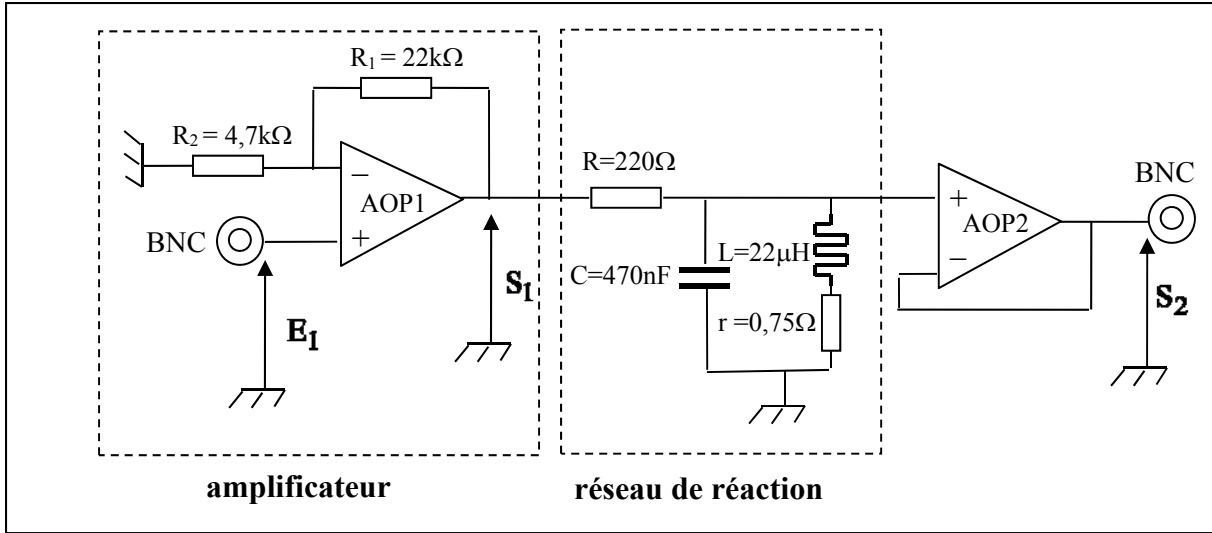 R₁ = 22kΩ
R₂ = 4,7kΩ
−
AOP1
+
BNC
E₁
S₁
R=220Ω
C=470nF
L=22μH
r =0,75Ω
+
AOP2
−
BNC
S₂
amplificateur
réseau de réaction